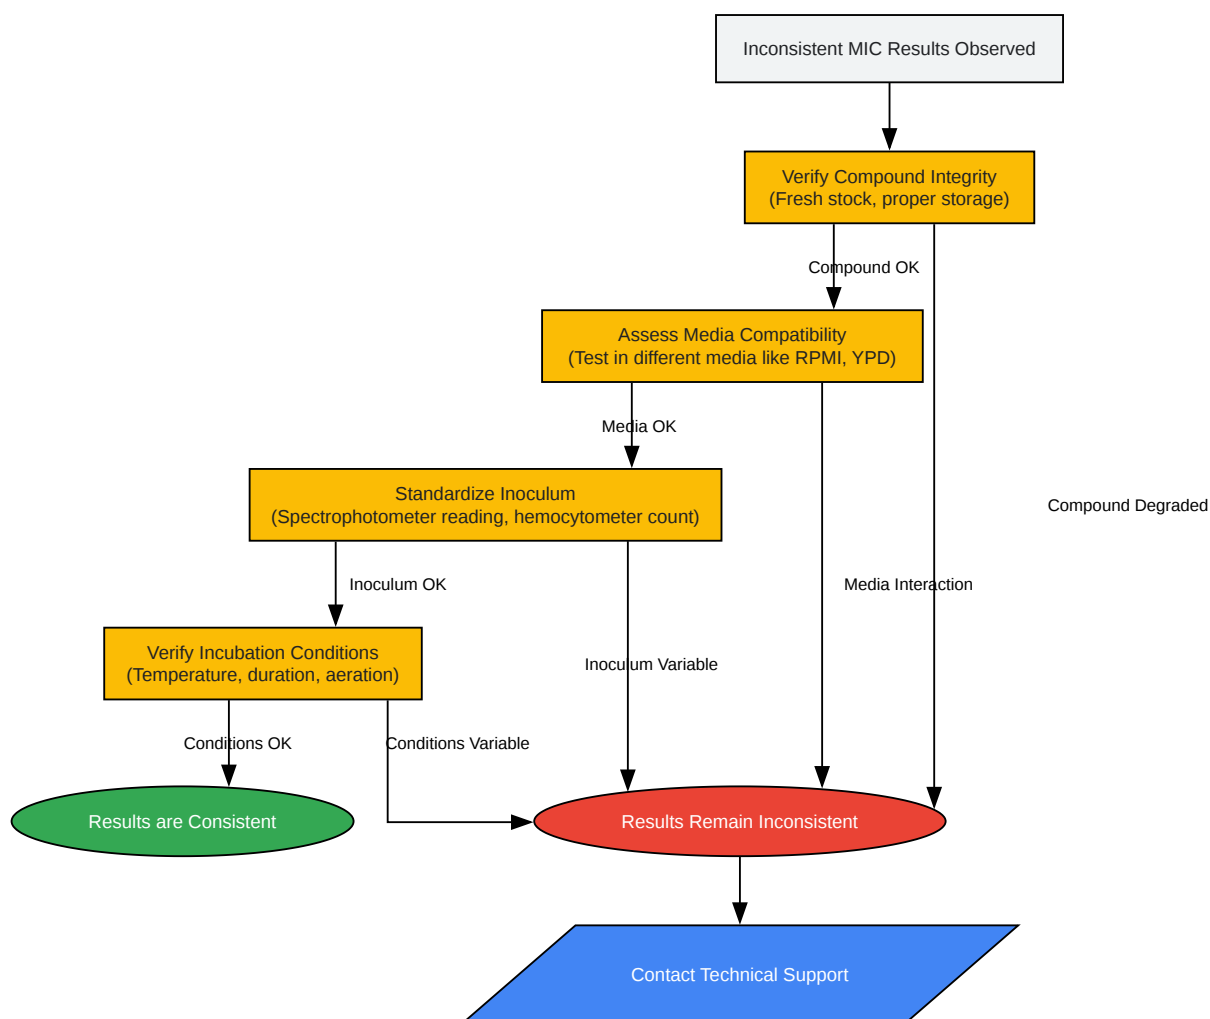 Inconsistent MIC Results Observed
Verify Compound Integrity
(Fresh stock, proper storage)
Compound OK
Assess Media Compatibility
(Test in different media like RPMI, YPD)
Media OK
Standardize Inoculum
(Spectrophotometer reading, hemocytometer count)
Compound Degraded
Inoculum OK
Media Interaction
Verify Incubation Conditions
(Temperature, duration, aeration)
Inoculum Variable
Conditions OK
Conditions Variable
Results are Consistent
Results Remain Inconsistent
Contact Technical Support